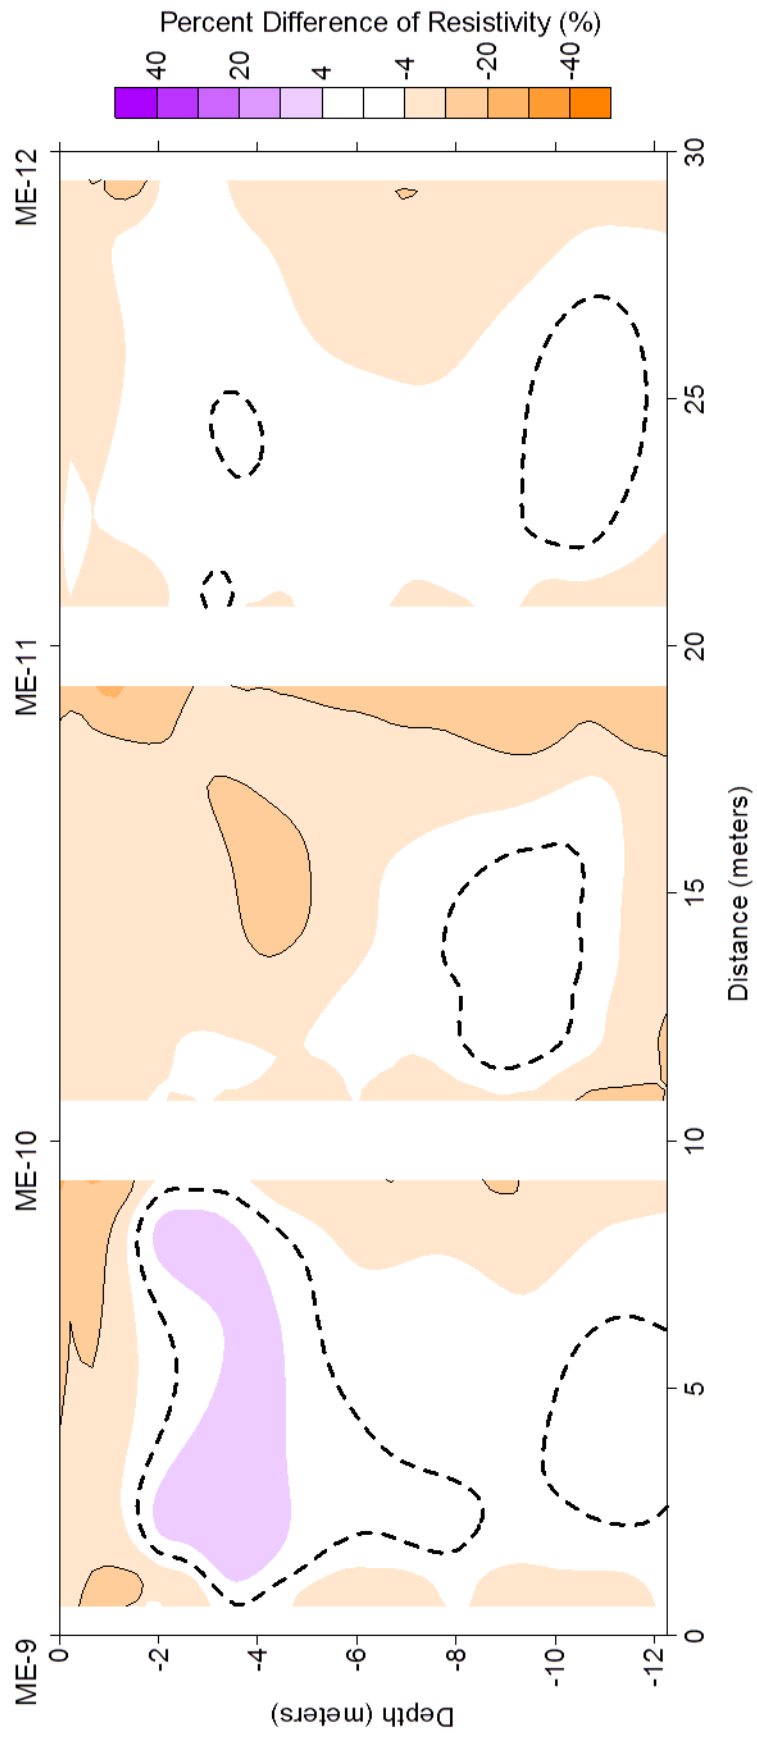 Percent Difference of Resistivity (%)
40 20 4 -4 -20 -40
ME-9 ME-10 ME-11 ME-12
0
-2
-4
-6
-8
-10
-12
Depth (meters)
0 5 10 15 20 25 30
Distance (meters)